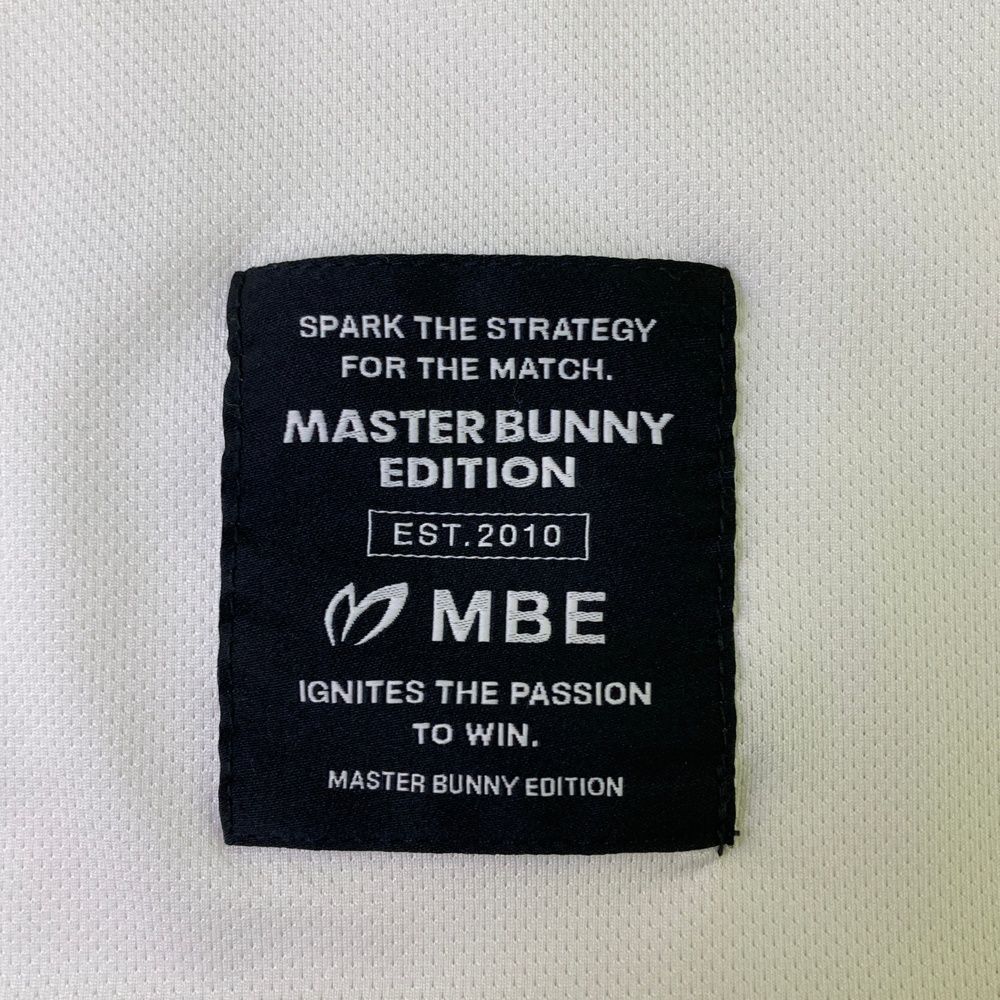 SPARK THE STRATEGY
FOR THE MATCH.
MASTER BUNNY
EDITION
EST.2010
MBE
IGNITES THE PASSION
TO WIN.
MASTER BUNNY EDITION